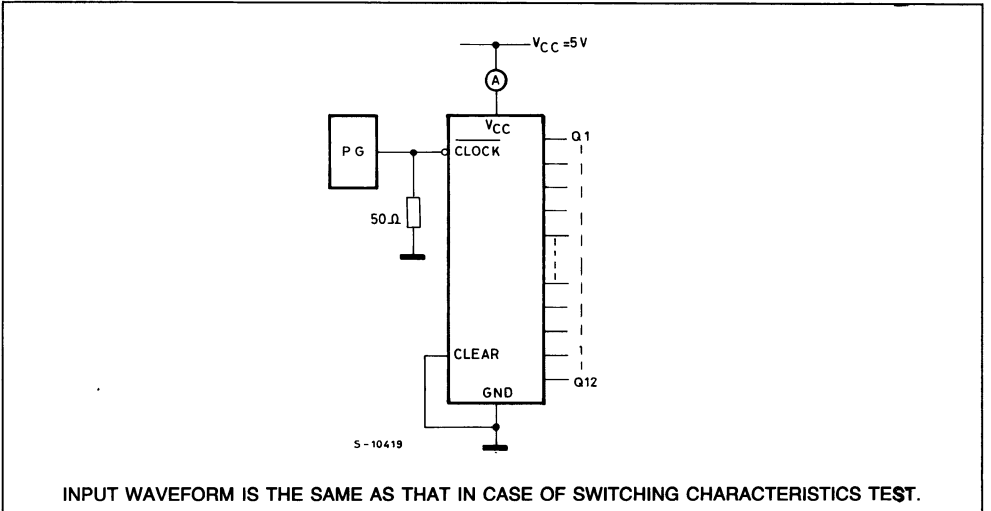 VCC=5V
A
VCC
Q1
PG
CLOCK
50Ω
CLEAR
Q12
GND
S-10419
INPUT WAVEFORM IS THE SAME AS THAT IN CASE OF SWITCHING CHARACTERISTICS TEST.